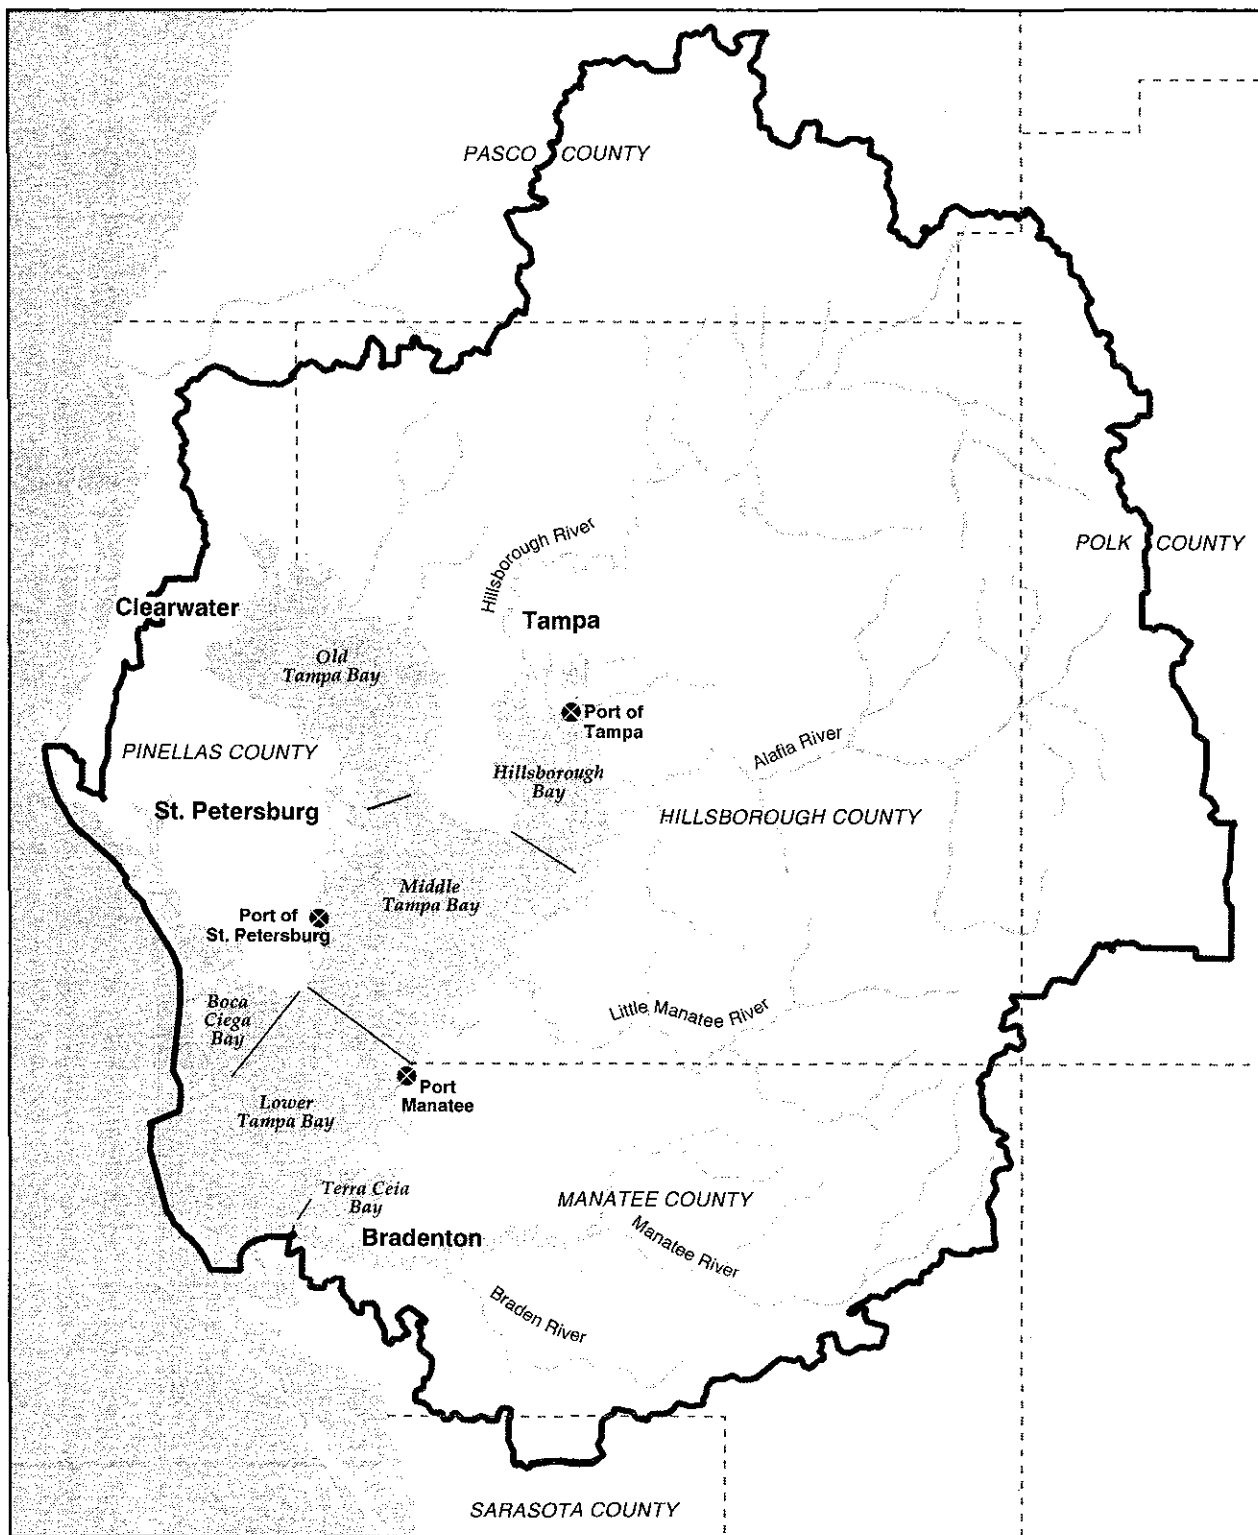 PASCO COUNTY
Hillsborough River
POLK COUNTY
Clearwater
Tampa
Old
Tampa Bay
Port of
Tampa
PINELLAS COUNTY
Alafia River
Hillsborough
Bay
St. Petersburg
HILLSBOROUGH COUNTY
Middle
Tampa Bay
Port of
St. Petersburg
Boca
Ciega
Bay
Little Manatee River
Port
Manatee
Lower
Tampa Bay
Terra Ceia
Bay
MANATEE COUNTY
Bradenton
Manatee River
Braden River
SARASOTA COUNTY